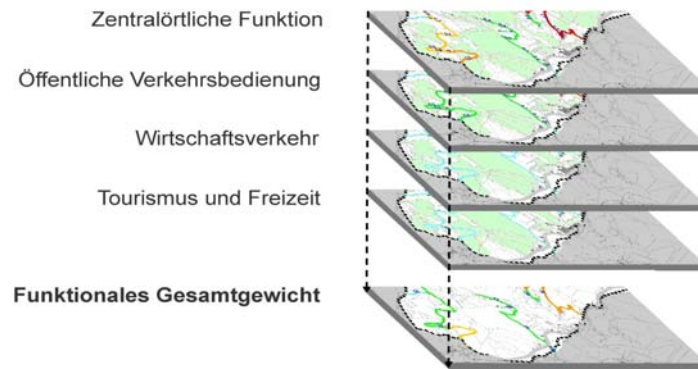 Zentralörtliche Funktion
Öffentliche Verkehrsbedienung
Wirtschaftsverkehr
Tourismus und Freizeit
Funktionales Gesamtgewicht